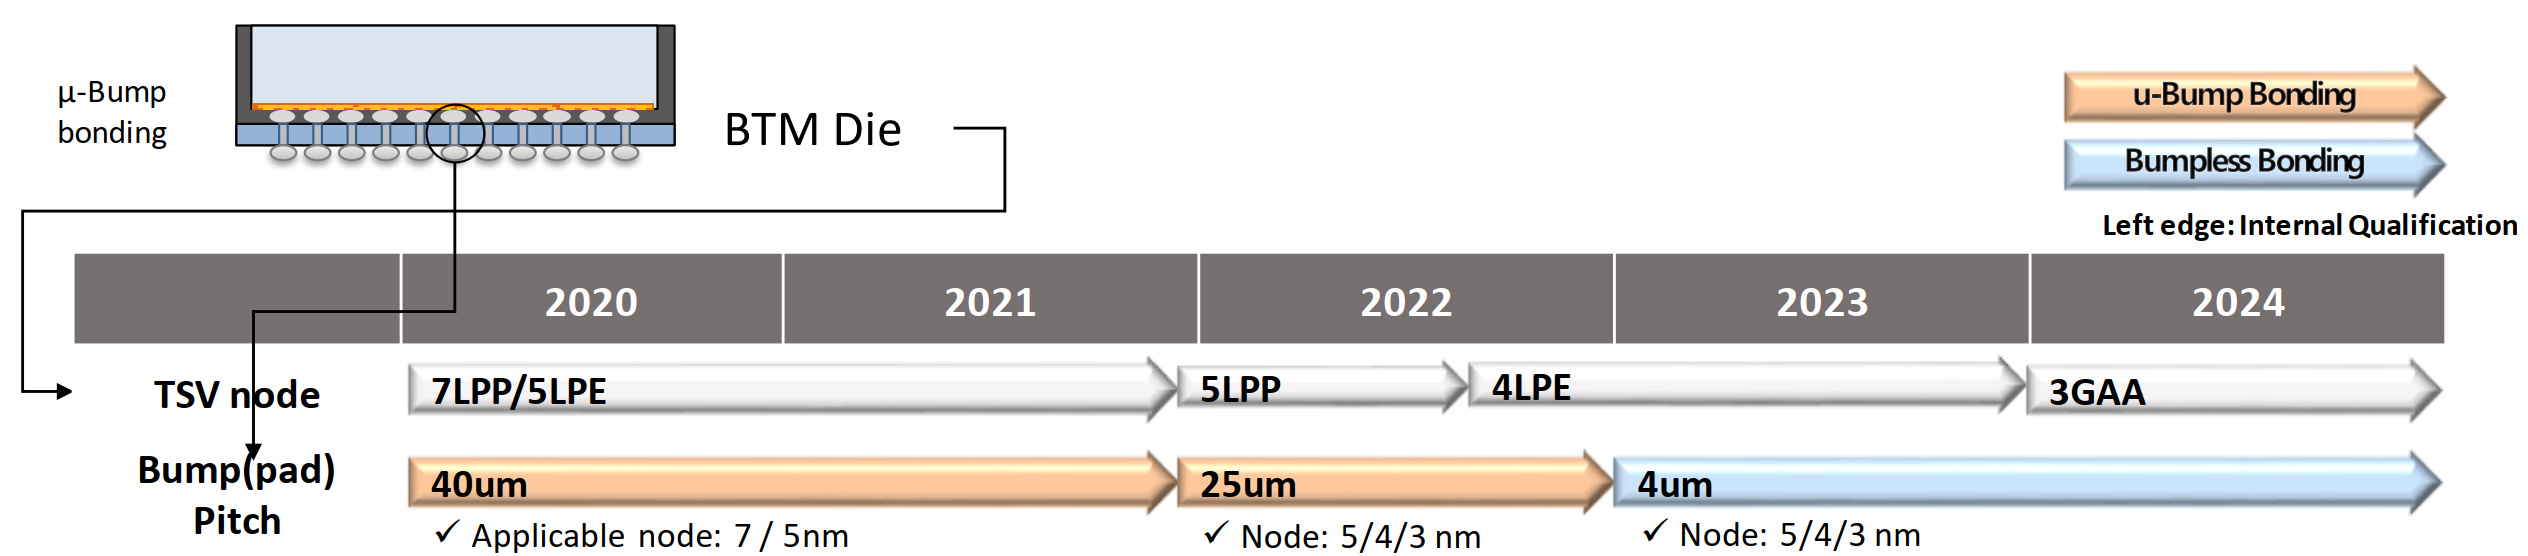 μ-Bump
bonding
BTM Die
u-Bump Bonding
Bumpless Bonding
Left edge: Internal Qualification
2020 2021 2022 2023 2024
TSV node 7LPP/5LPE 5LPP 4LPE 3GAA
Bump(pad)
Pitch
40um 25um 4um
✓ Applicable node: 7 / 5nm ✓ Node: 5/4/3 nm ✓ Node: 5/4/3 nm